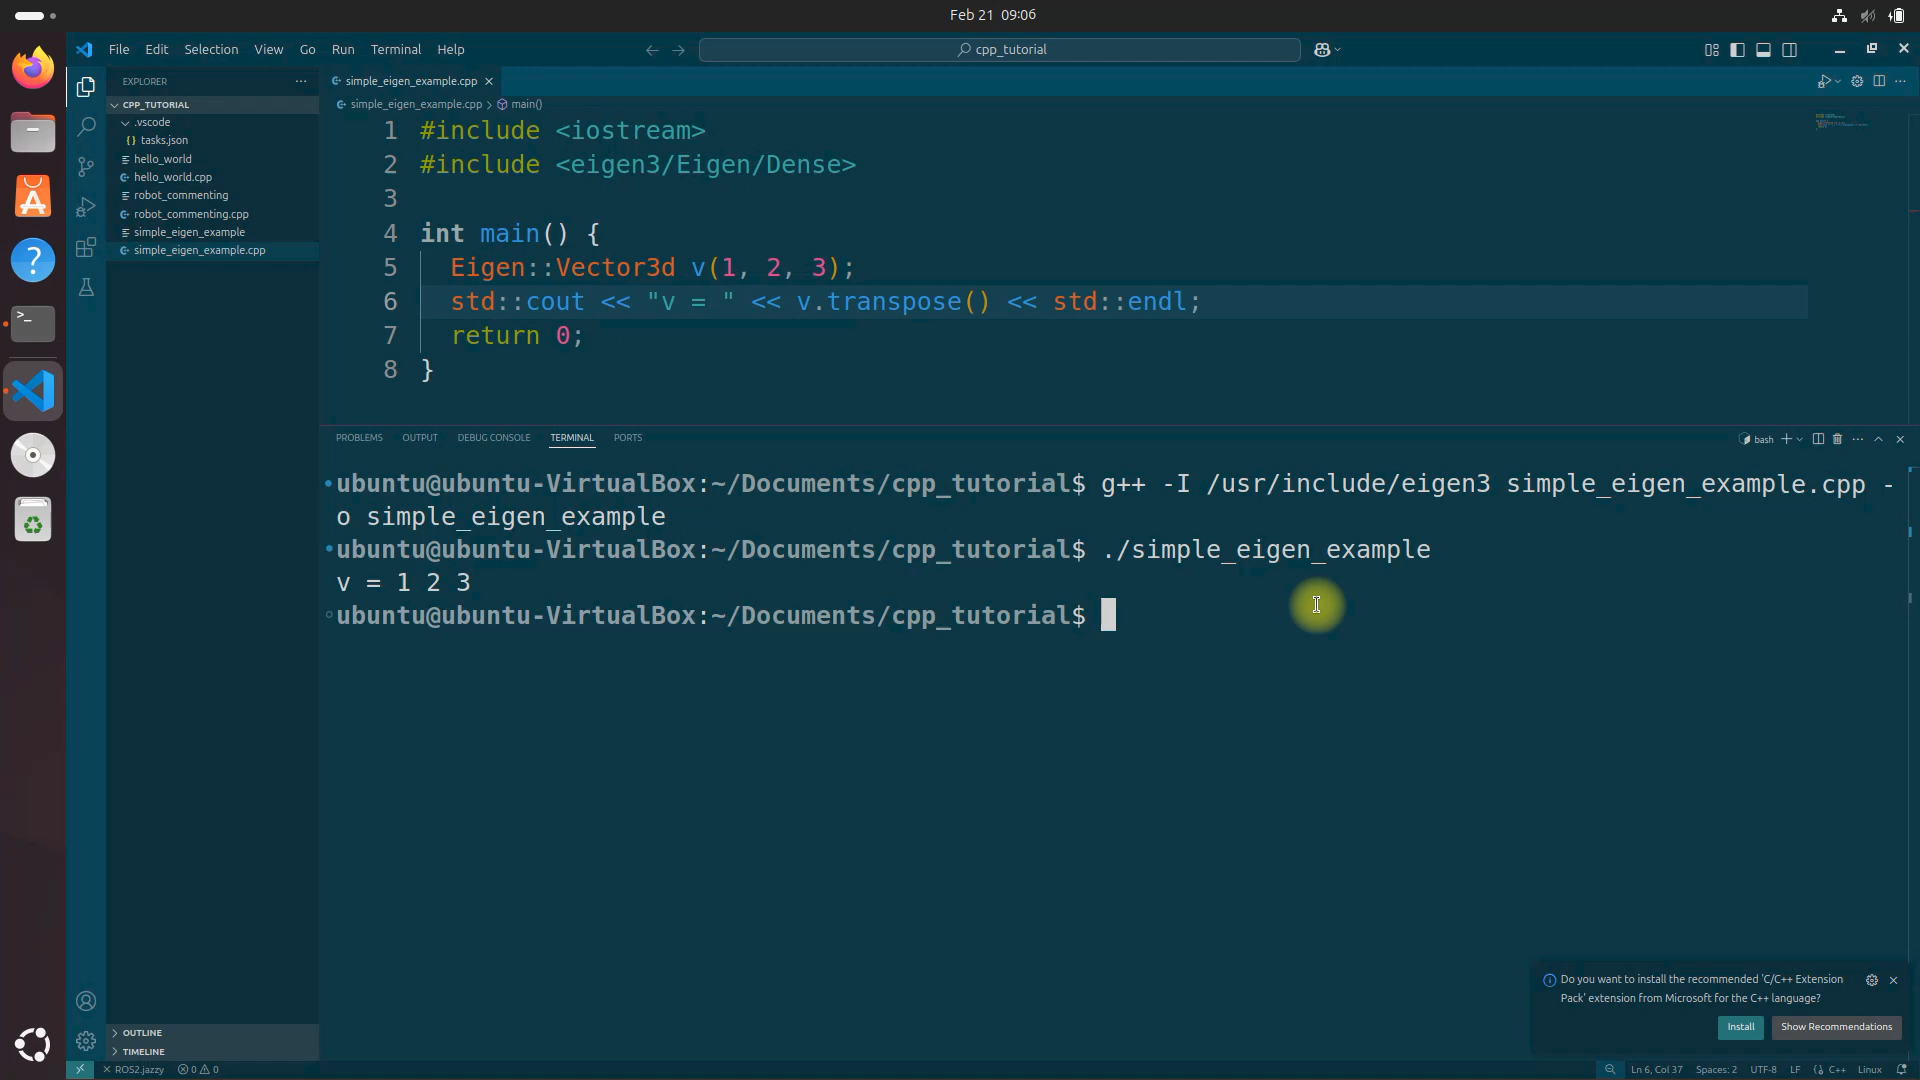 Feb 21 09:06
File Edit Selection View Go Run Terminal Help
cpp_tutorial
EXPLORER
CPP_TUTORIAL
.vscode
tasks.json
hello_world
hello_world.cpp
robot_commenting
robot_commenting.cpp
simple_eigen_example
simple_eigen_example.cpp
OUTLINE
TIMELINE
simple_eigen_example.cpp
simple_eigen_example.cpp > main()
1 #include <iostream>
2 #include <eigen3/Eigen/Dense>
3
4 int main() {
5 Eigen::Vector3d v(1, 2, 3);
6 std::cout << "v = " << v.transpose() << std::endl;
7 return 0;
8 }
PROBLEMS OUTPUT DEBUG CONSOLE TERMINAL PORTS
bash
ubuntu@ubuntu-VirtualBox:~/Documents/cpp_tutorial$ g++ -I /usr/include/eigen3 simple_eigen_example.cpp -
o simple_eigen_example
ubuntu@ubuntu-VirtualBox:~/Documents/cpp_tutorial$ ./simple_eigen_example
v = 1 2 3
ubuntu@ubuntu-VirtualBox:~/Documents/cpp_tutorial$
Do you want to install the recommended 'C/C++ Extension
Pack' extension from Microsoft for the C++ language?
Install Show Recommendations
ROS2.jazzy 0 0 Ln 6, Col 37 Spaces: 2 UTF-8 LF {} C++ Linux